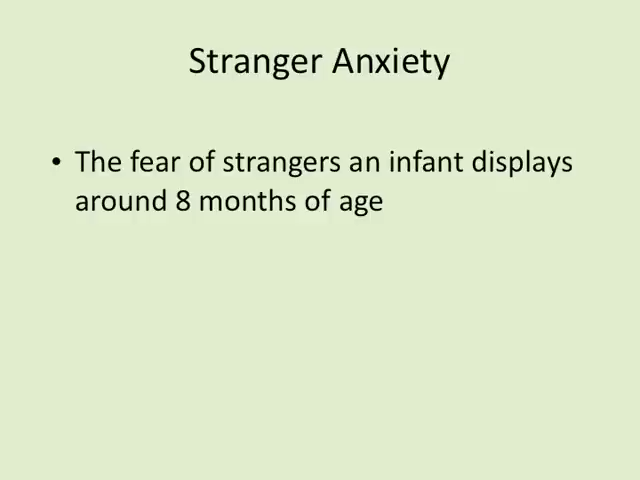 Stranger Anxiety
• The fear of strangers an infant displays
around 8 months of age